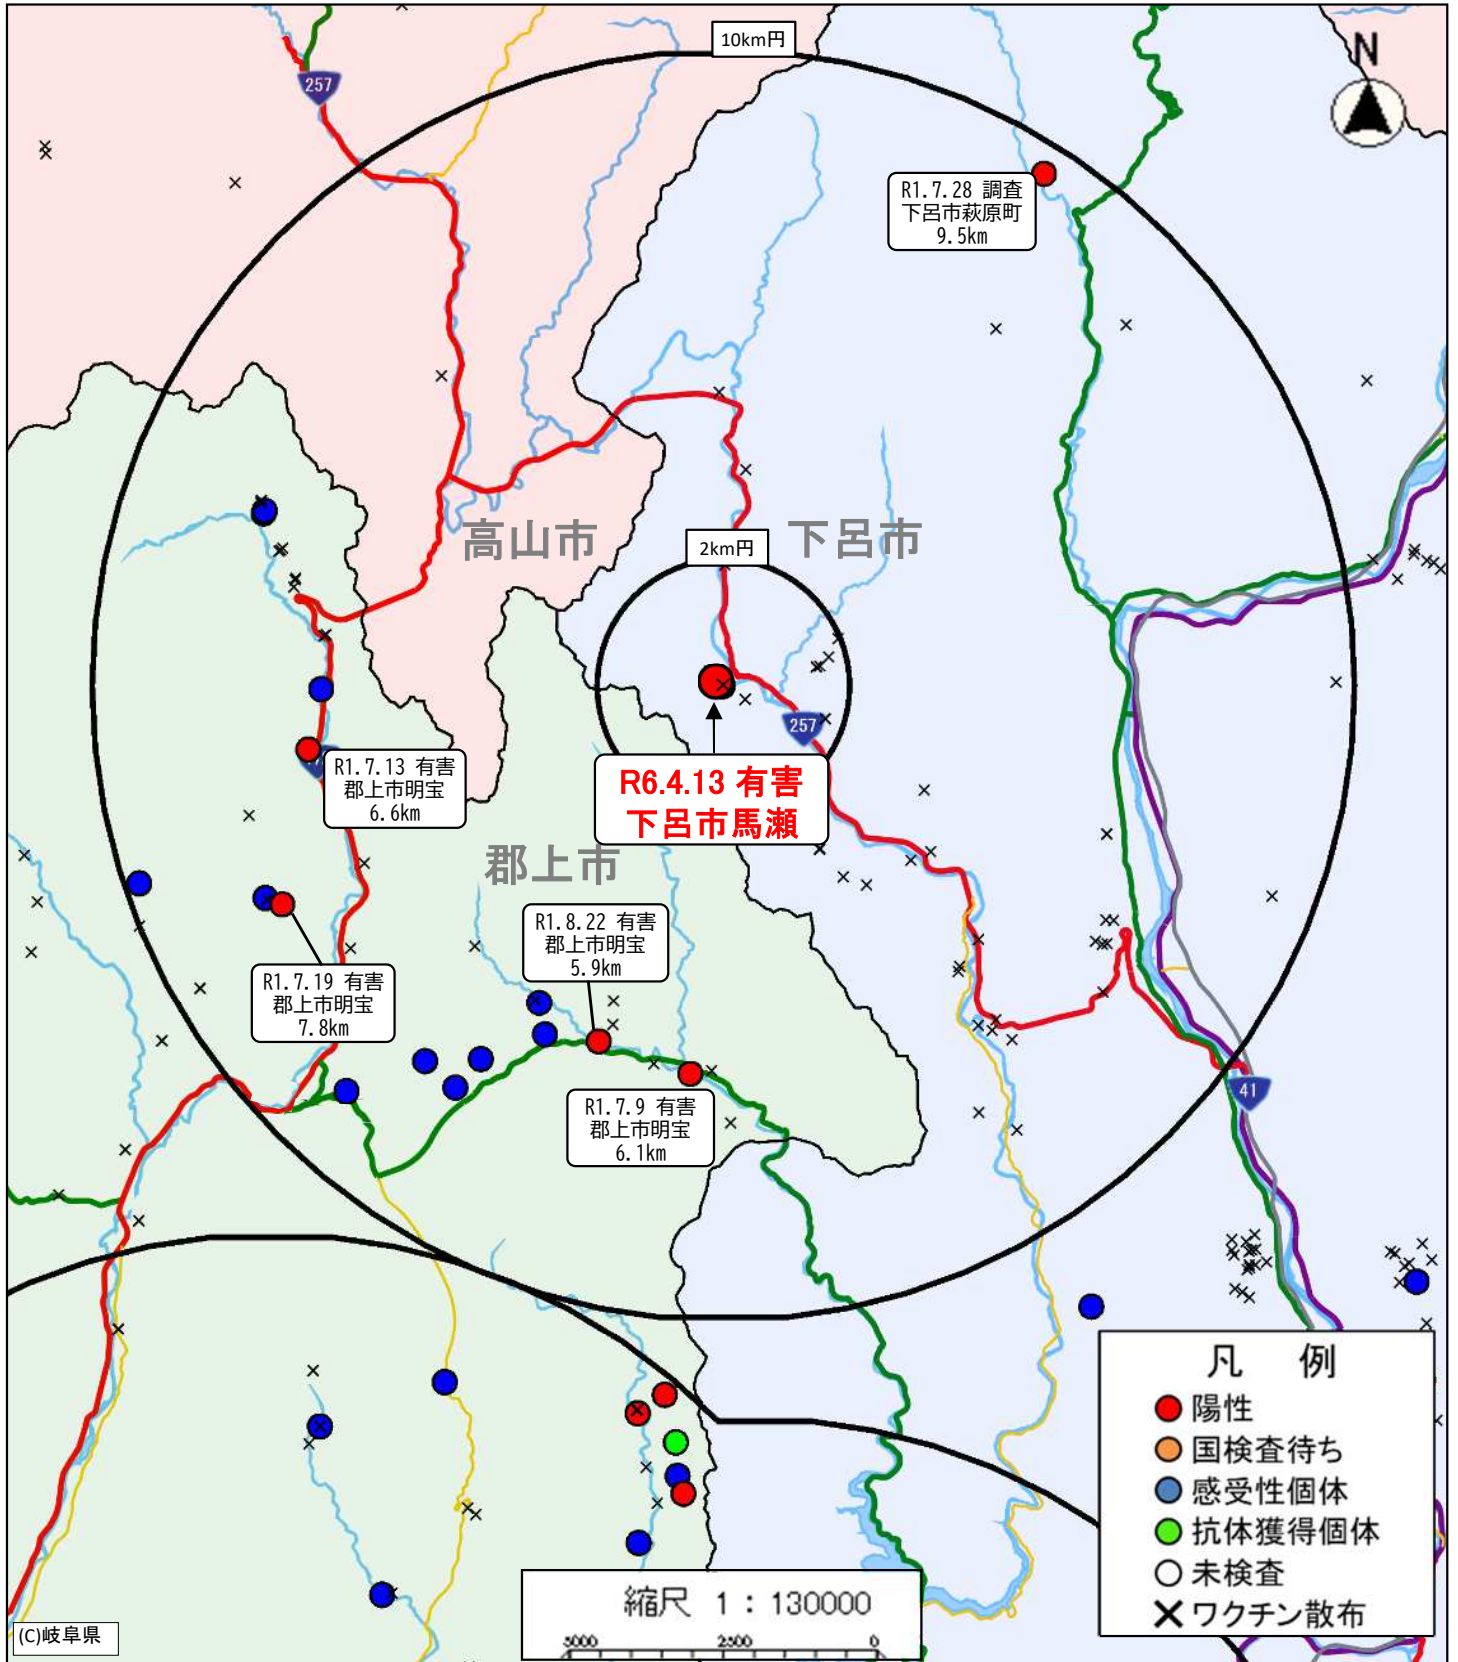 10km円
N
257
R1.7.28 調査
下呂市萩原町
9.5km
高山市
2km円
下呂市
257
R1.7.13 有害
郡上市明宝
6.6km
R6.4.13 有害
下呂市馬瀬
郡上市
R1.8.22 有害
郡上市明宝
5.9km
R1.7.19 有害
郡上市明宝
7.8km
R1.7.9 有害
郡上市明宝
6.1km
41
凡 例
陽性
国検査待ち
感受性個体
抗体獲得個体
未検査
ワクチン散布
縮尺 1 : 130000
5000 2500 0
(C)岐阜県